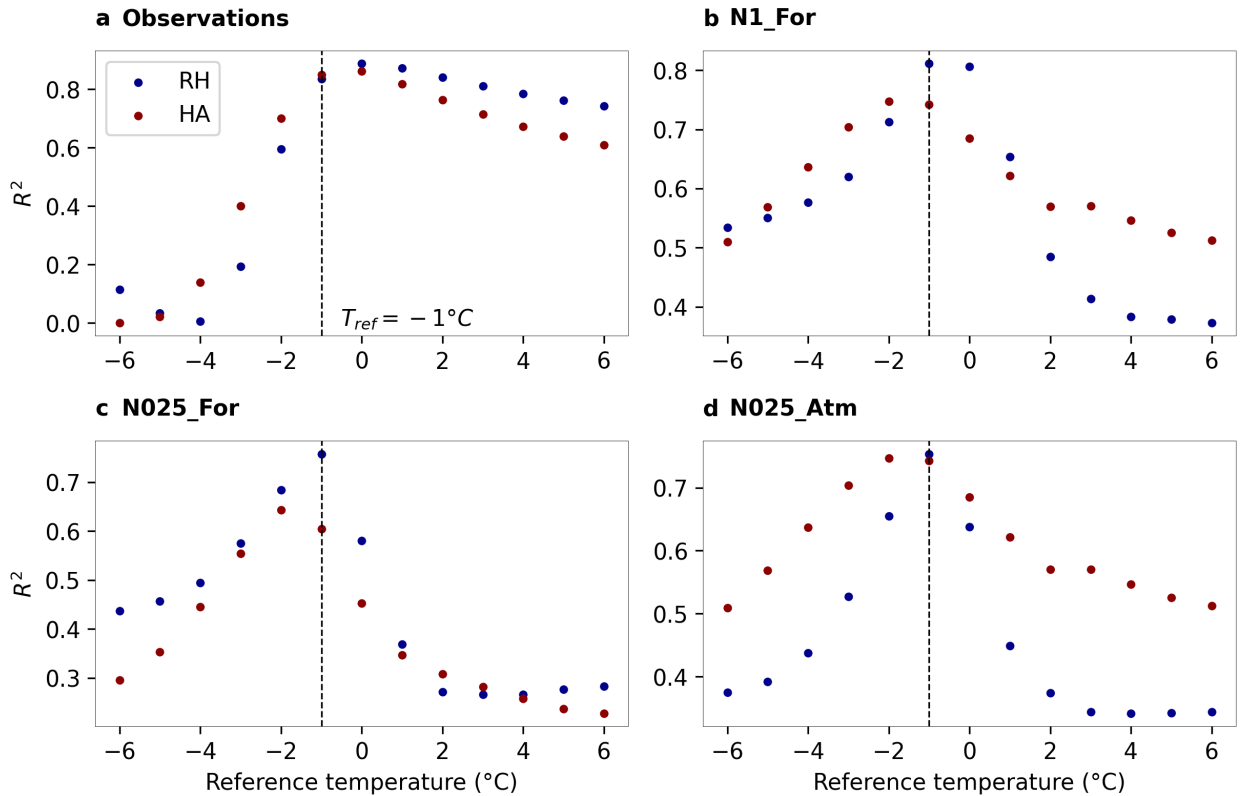 a Observations
RH
HA
R²
0.8
0.6
0.4
0.2
0.0
T_ref = −1°C
−6 −4 −2 0 2 4 6
b N1_For
0.8
0.7
0.6
0.5
0.4
−6 −4 −2 0 2 4 6
c N025_For
R²
0.7
0.6
0.5
0.4
0.3
−6 −4 −2 0 2 4 6
Reference temperature (°C)
d N025_Atm
0.7
0.6
0.5
0.4
−6 −4 −2 0 2 4 6
Reference temperature (°C)